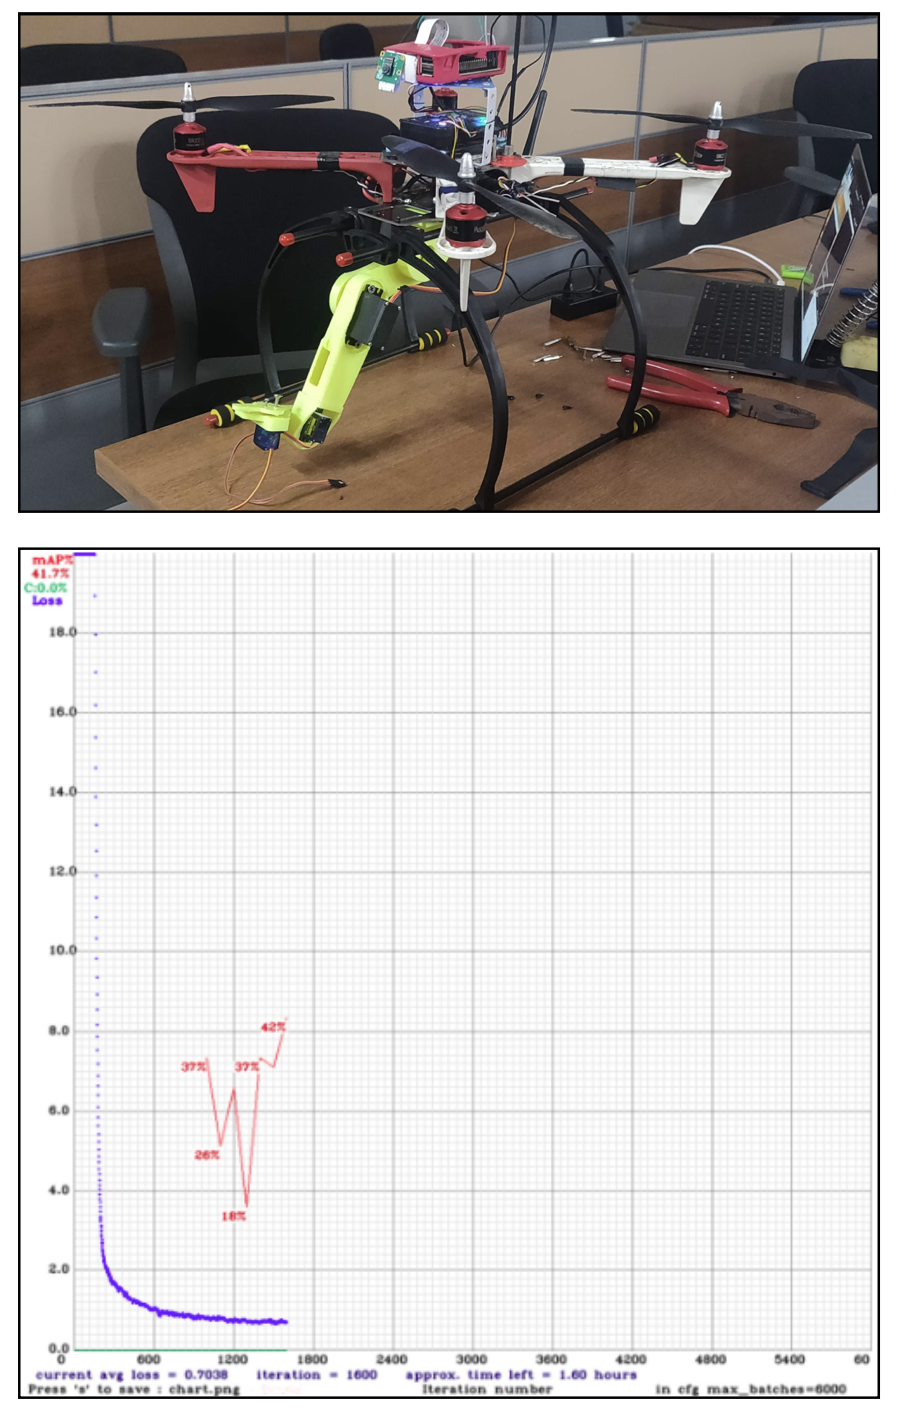 mAP%
41.7%
C:0.0%
Loss
18.0
16.0
14.0
12.0
10.0
8.0
6.0
4.0
2.0
0.0
37%
26%
37%
18%
42%
0 600 1200 1800 2400 3000 3600 4200 4800 5400 60
current avg loss = 0.7038 iteration = 1600 approx. time left = 1.60 hours
Press 's' to save : chart.png Iteration number in cfg max_batches=6000